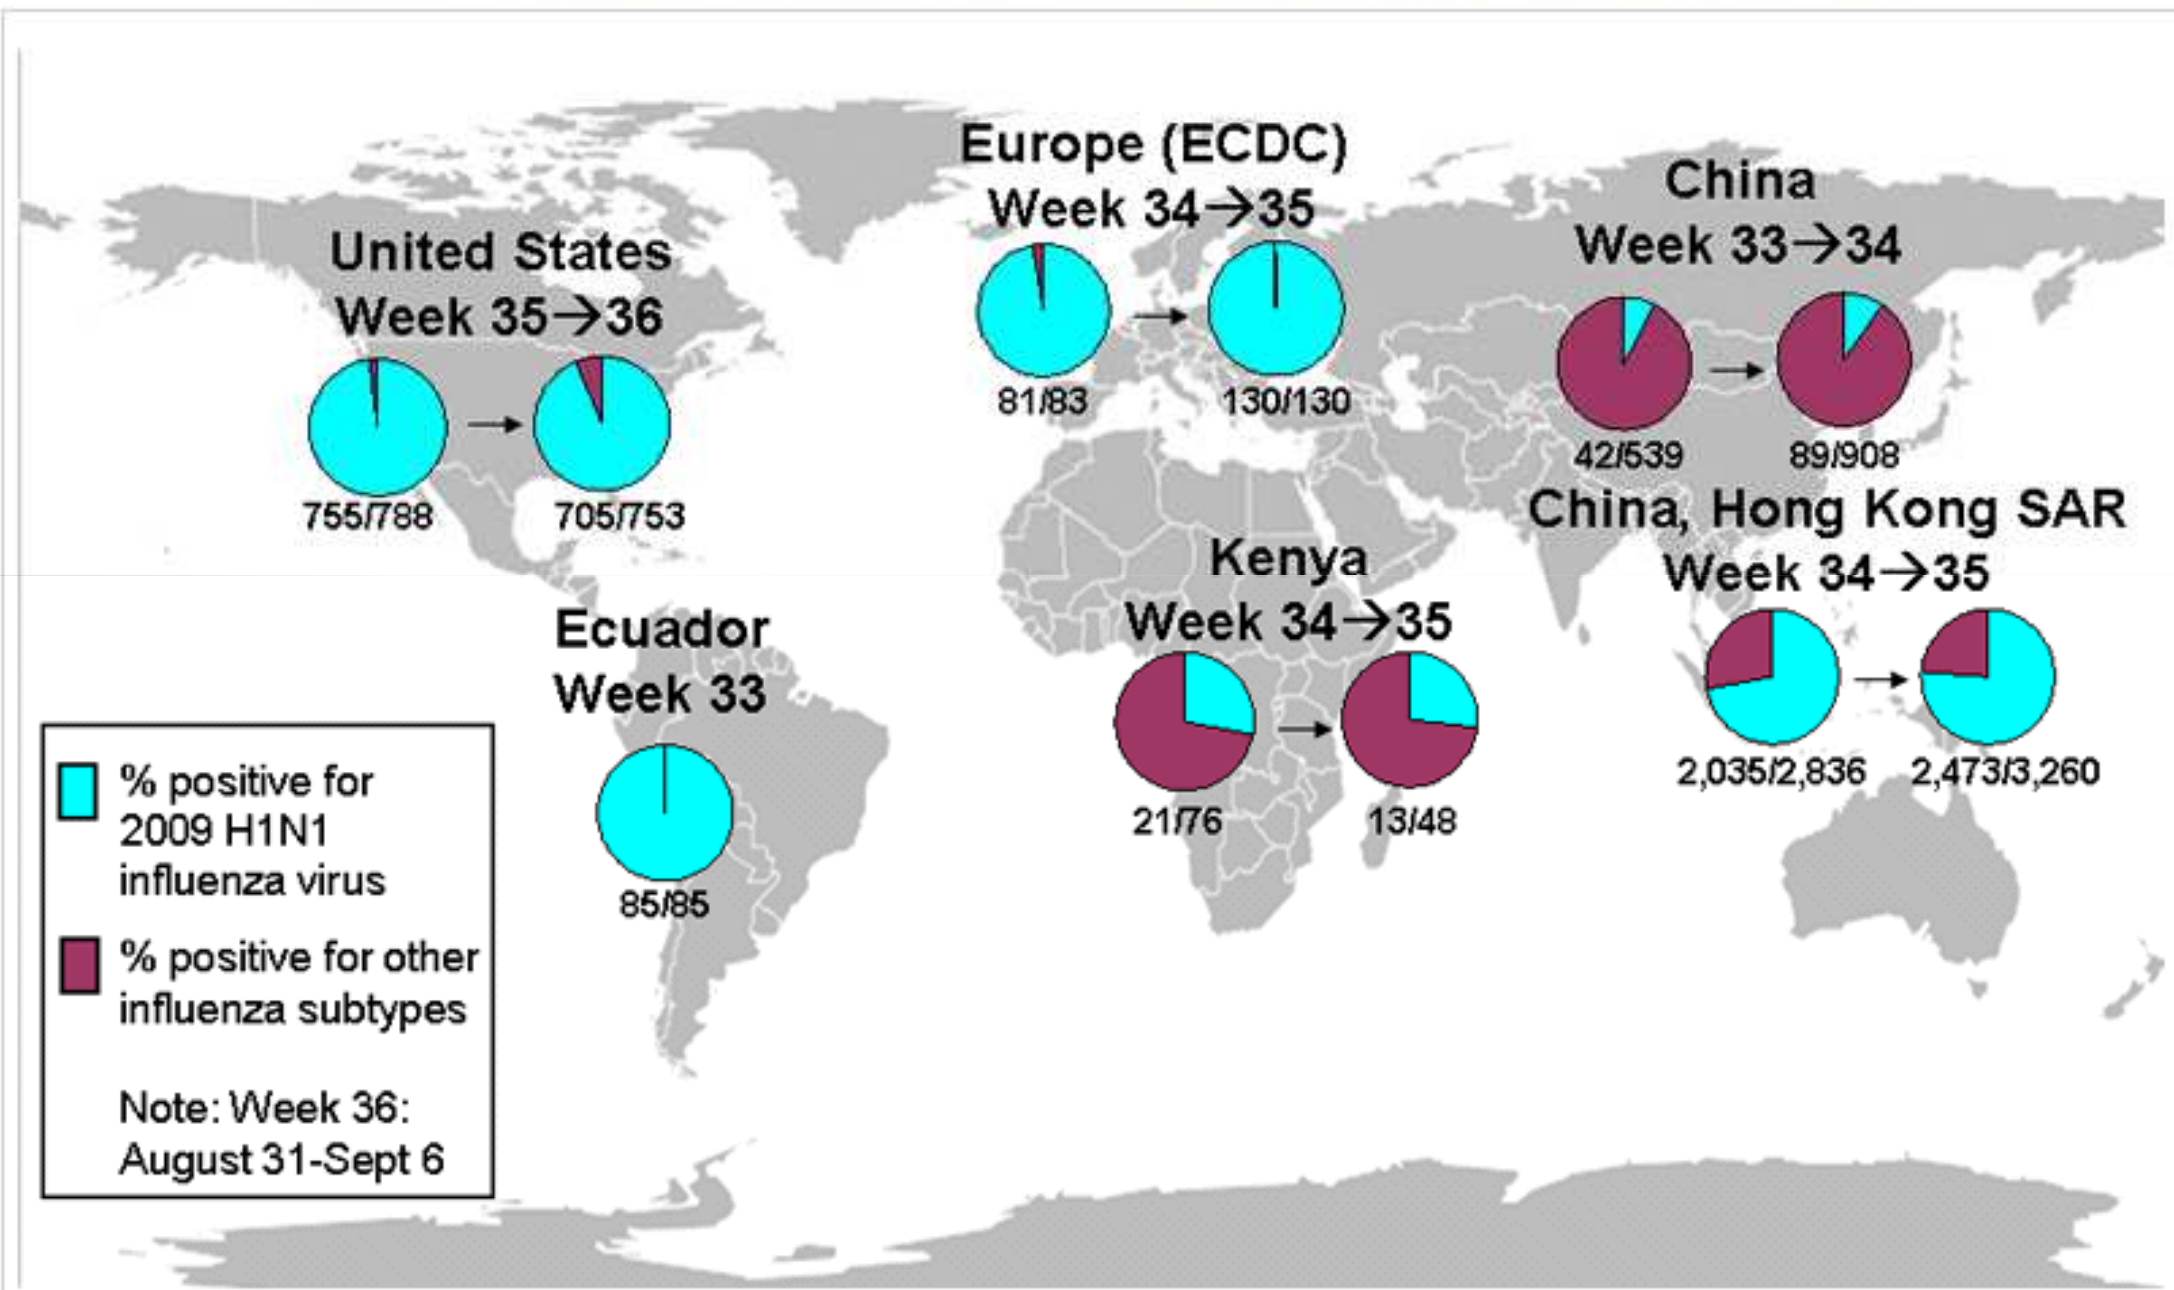 Europe (ECDC)
Week 34→35
81/83
130/130
China
Week 33→34
42/539
89/908
United States
Week 35→36
755/788
705/753
China, Hong Kong SAR
Week 34→35
2,035/2,836
2,473/3,260
Kenya
Week 34→35
21/76
13/48
Ecuador
Week 33
85/85
% positive for
2009 H1N1
influenza virus
% positive for other
influenza subtypes
Note: Week 36:
August 31-Sept 6